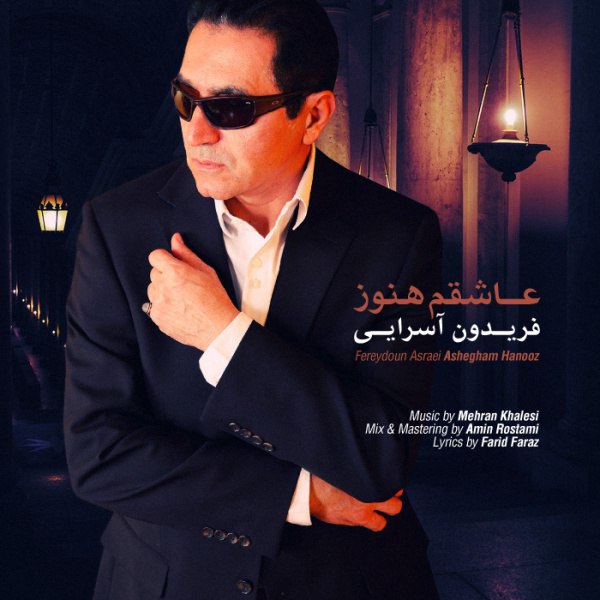 عاشقم هنوز
فریدون آسرایی
Fereydoun Asraei Ashegham Hanooz
Music by Mehran Khalesi
Mix & Mastering by Amin Rostami
Lyrics by Farid Faraz